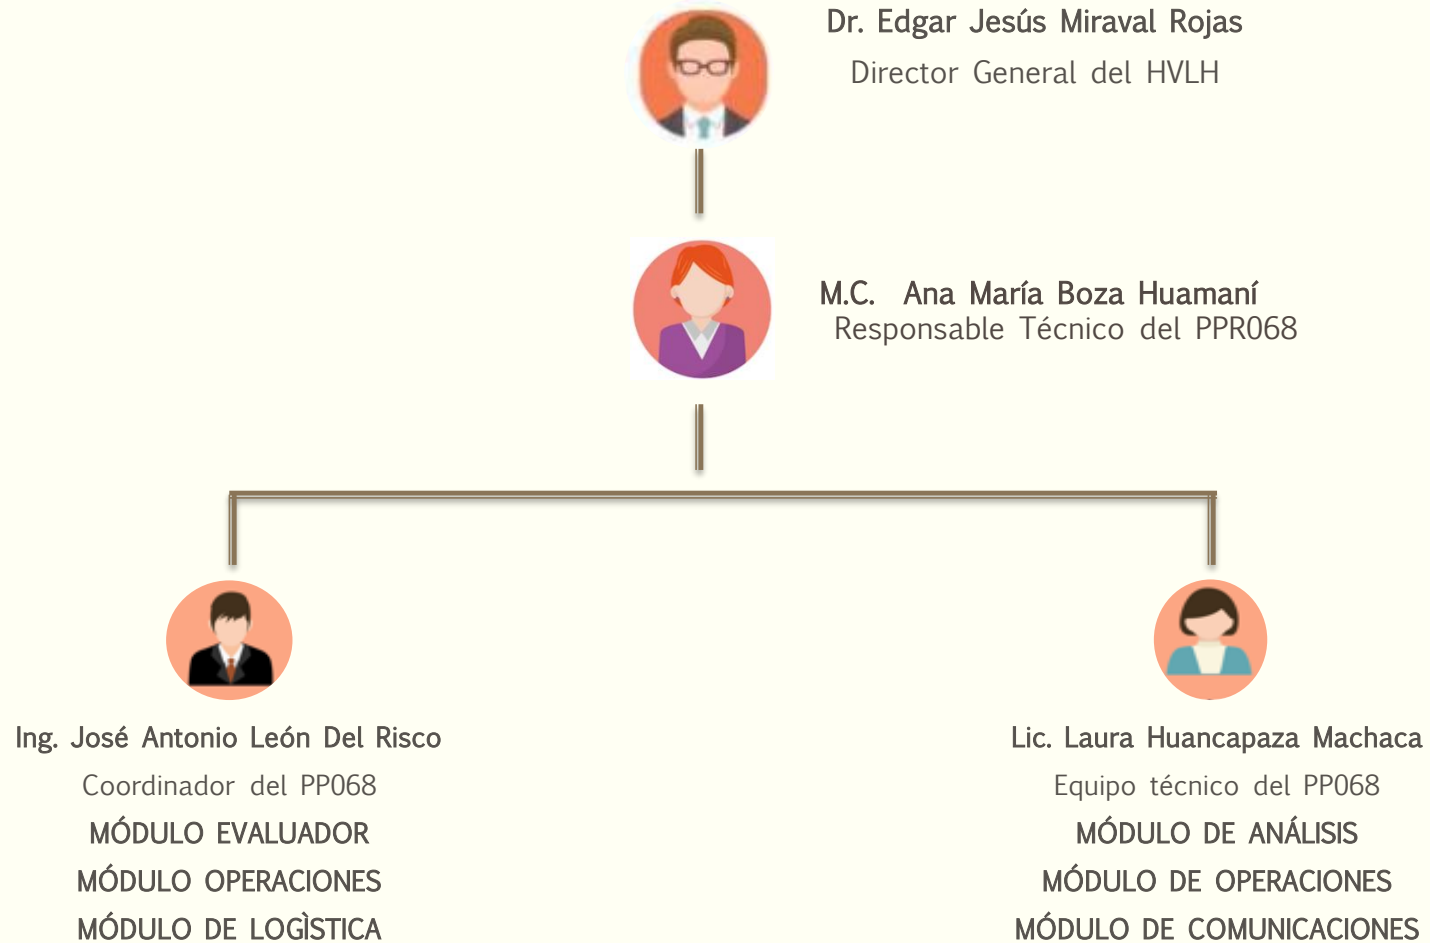 Dr. Edgar Jesús Miraval Rojas
Director General del HVLH
M.C. Ana María Boza Huamaní
Responsable Técnico del PPR068
Ing. José Antonio León Del Risco
Coordinador del PP068
MÓDULO EVALUADOR
MÓDULO OPERACIONES
MÓDULO DE LOGÌSTICA
Lic. Laura Huancapaza Machaca
Equipo técnico del PP068
MÓDULO DE ANÁLISIS
MÓDULO DE OPERACIONES
MÓDULO DE COMUNICACIONES